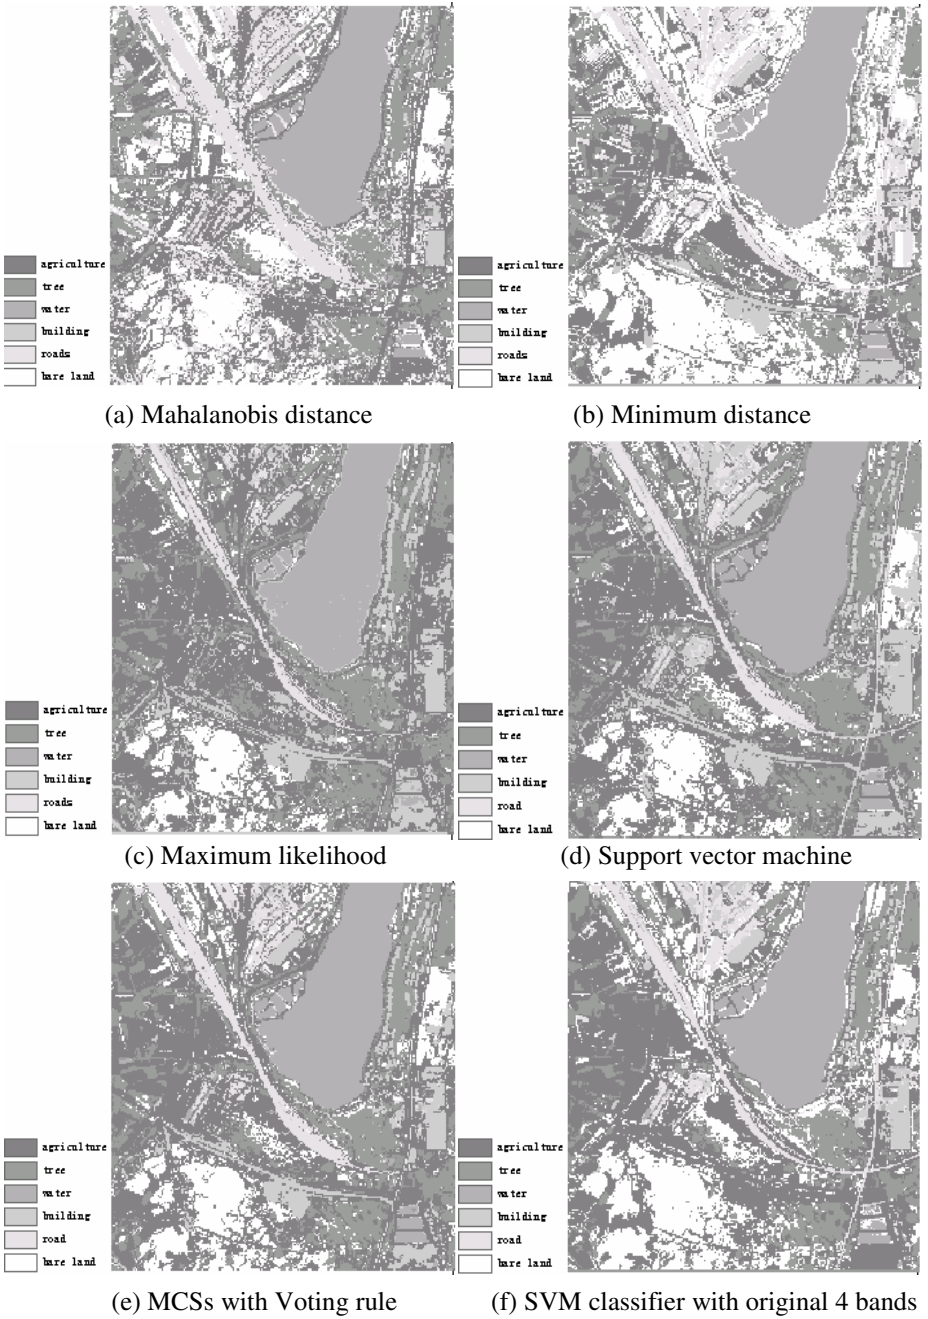 agriculture
tree
water
building
roads
bare land
agriculture
tree
water
building
roads
bare land
(a) Mahalanobis distance
(b) Minimum distance
agriculture
tree
water
building
roads
bare land
agriculture
tree
water
building
road
bare land
(c) Maximum likelihood
(d) Support vector machine
agriculture
tree
water
building
road
bare land
agriculture
tree
water
building
road
bare land
(e) MCSs with Voting rule
(f) SVM classifier with original 4 bands